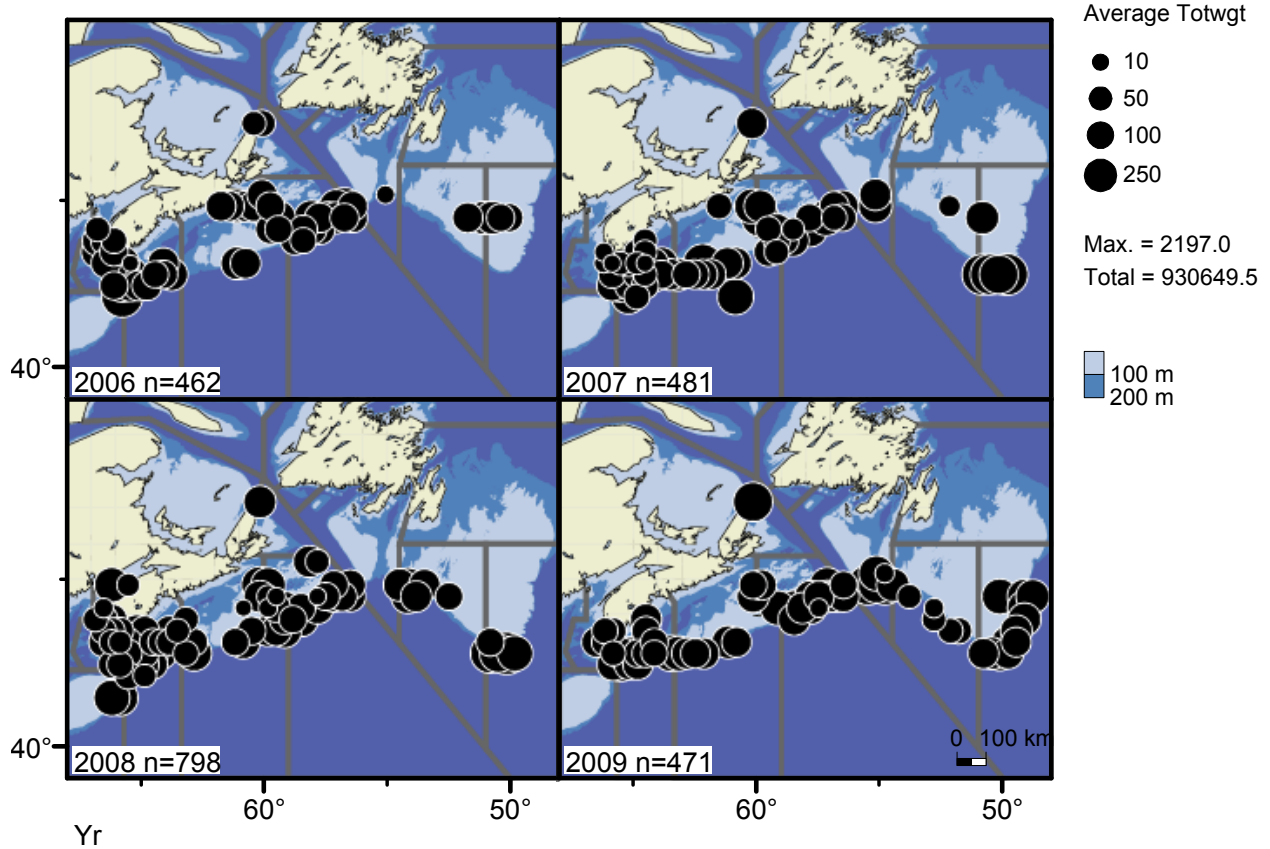 Average Totwgt
10
50
100
250
Max. = 2197.0
Total = 930649.5
100 m
200 m
40°
2006 n=462
2007 n=481
40°
2008 n=798
2009 n=471
0 100 km
60°
50°
60°
50°
Yr